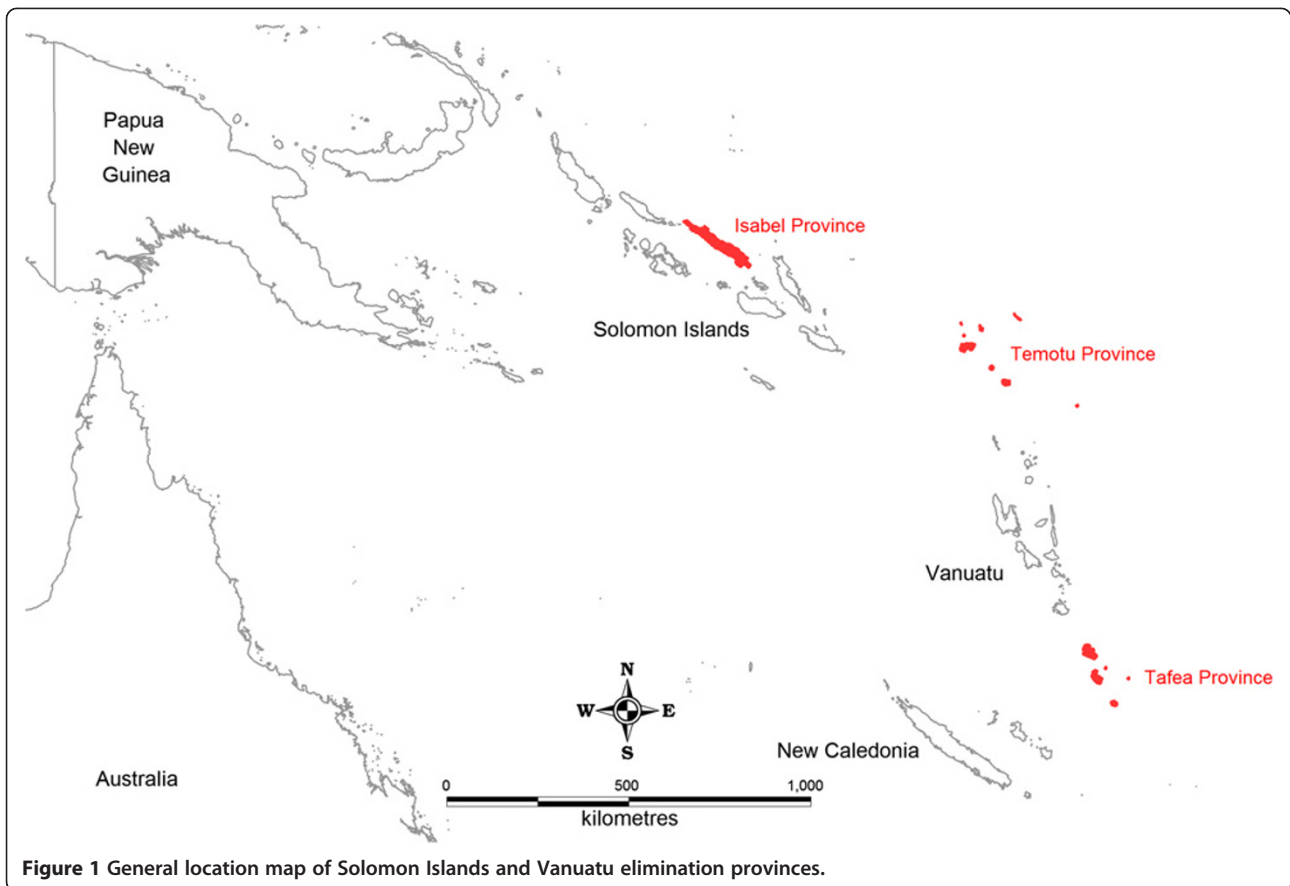 Papua
New
Guinea
Isabel Province
Solomon Islands
Temotu Province
Vanuatu
Tafea Province
N
W E
S
New Caledonia
Australia
0 500 1,000
kilometres
Figure 1 General location map of Solomon Islands and Vanuatu elimination provinces.